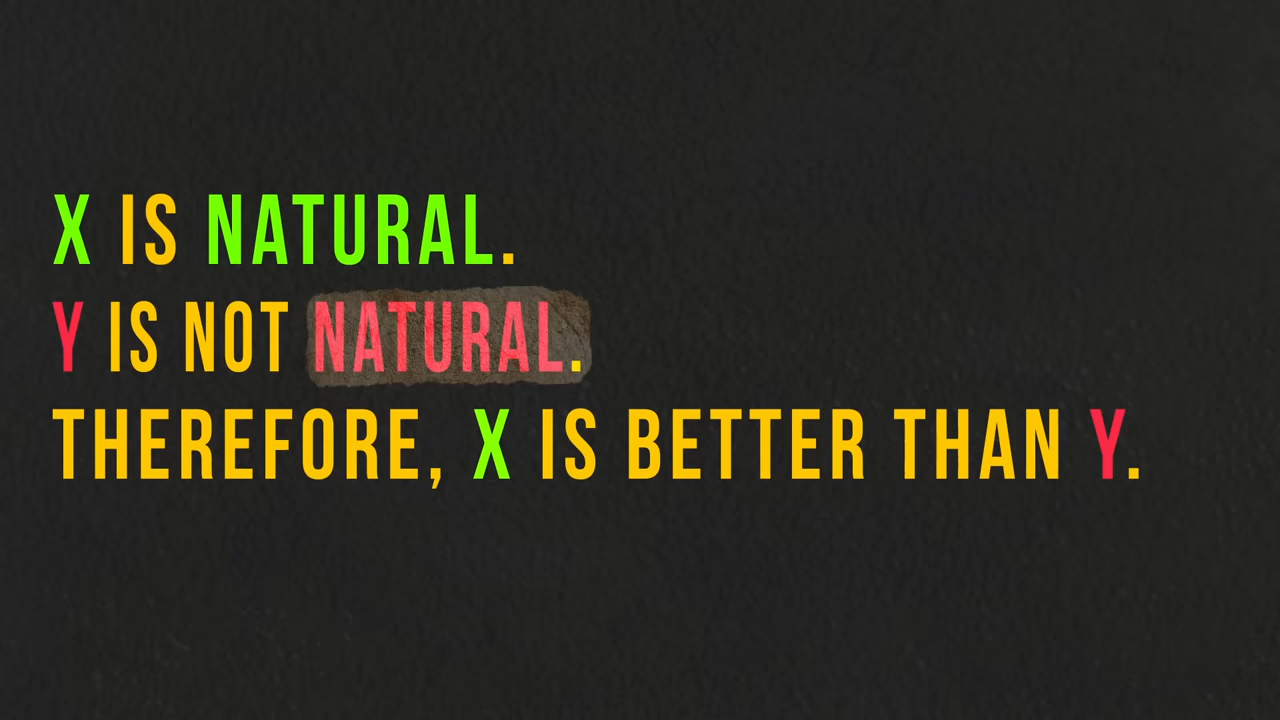 X IS NATURAL.
Y IS NOT NATURAL.
THEREFORE, X IS BETTER THAN Y.